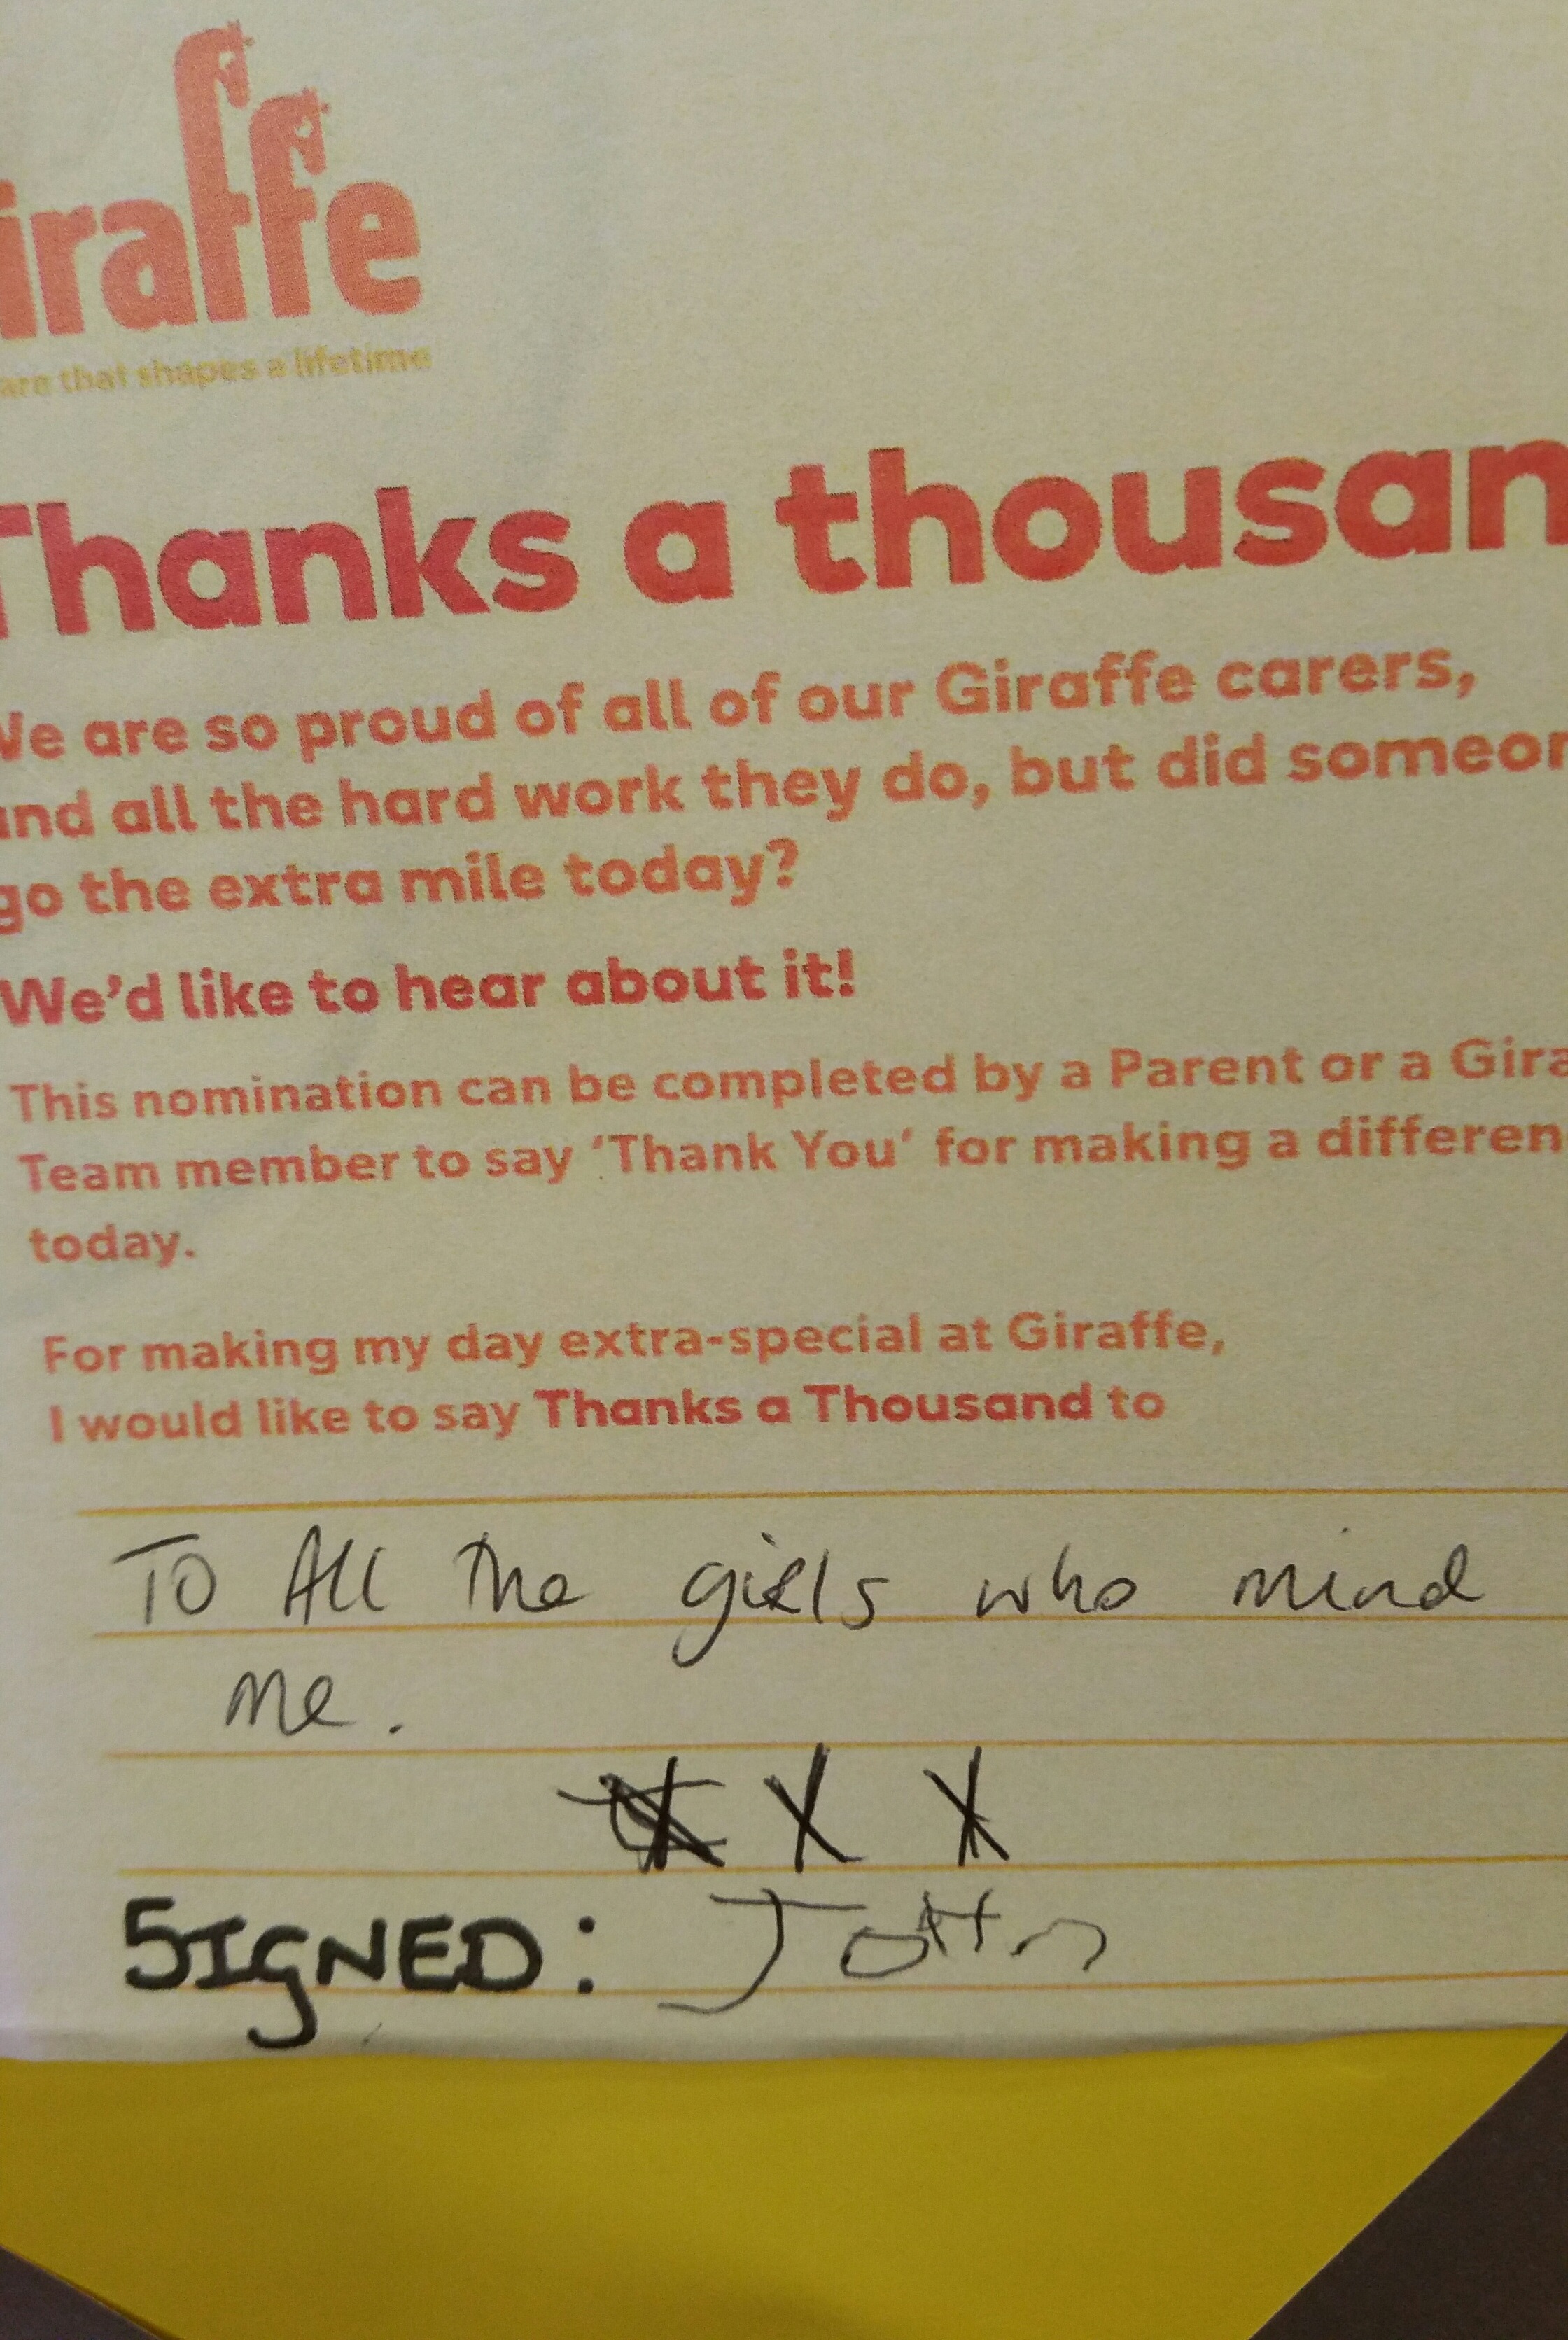 iraffe
are that shapes a lifetime
Thanks a thousan
We are so proud of all of our Giraffe carers,
and all the hard work they do, but did someon
go the extra mile today?
We'd like to hear about it!
This nomination can be completed by a Parent or a Gira
Team member to say ‘Thank You’ for making a differen
today.
For making my day extra-special at Giraffe,
I would like to say Thanks a Thousand to
To All the girls who mind
me.
X X X
SIGNED: JoHn